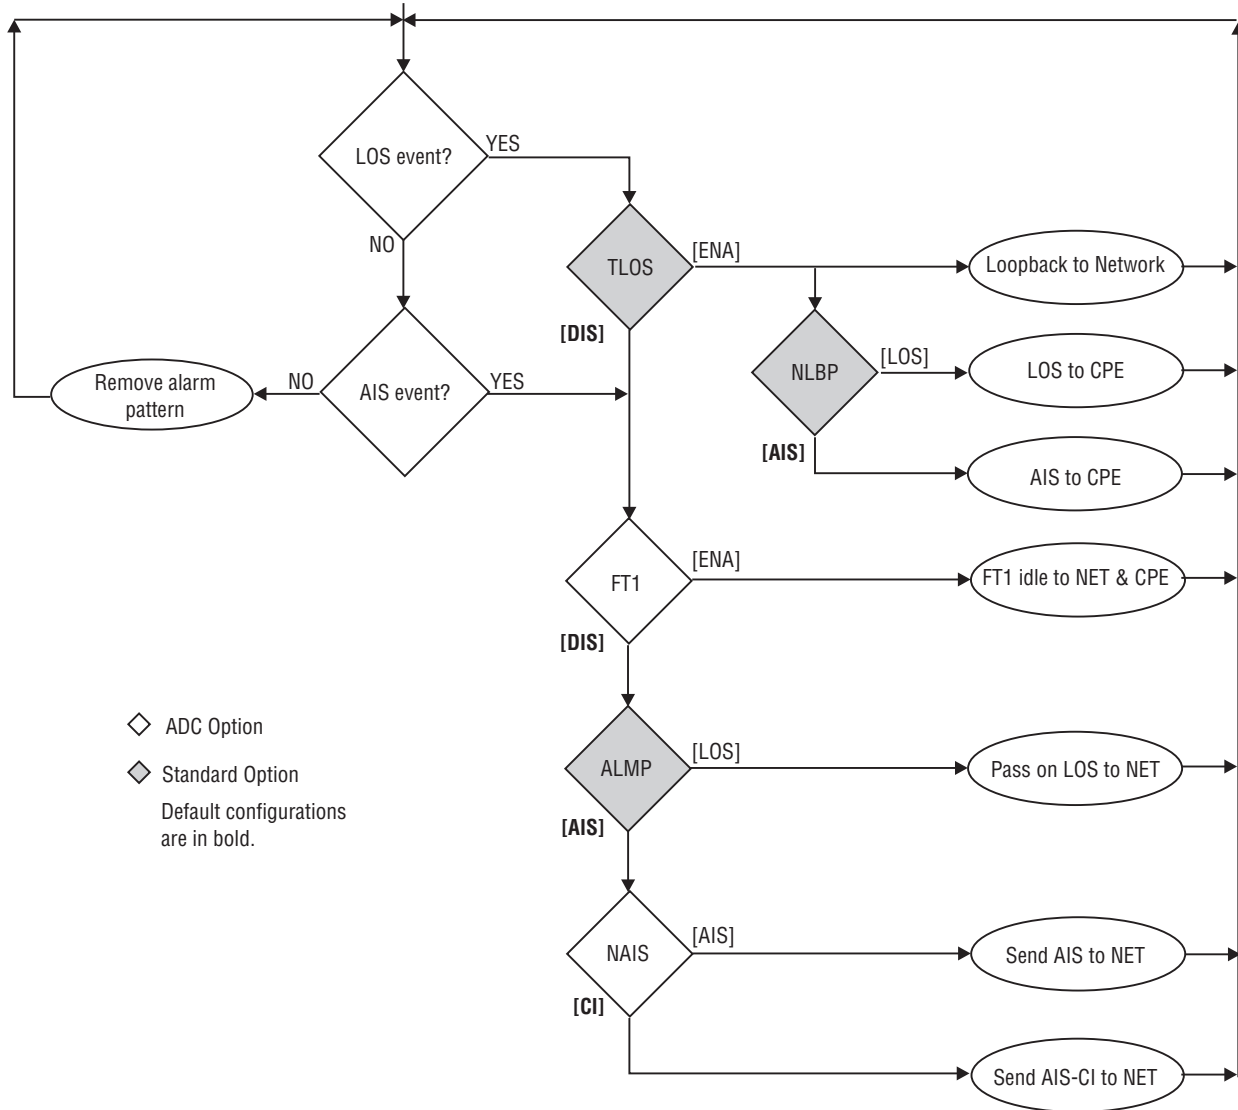 LOS event?
YES
NO
TLOS
[ENA]
[DIS]
Loopback to Network
NLBP
[LOS]
LOS to CPE
[AIS]
AIS to CPE
AIS event?
YES
NO
Remove alarm
pattern
FT1
[ENA]
[DIS]
FT1 idle to NET & CPE
ADC Option
Standard Option
Default configurations
are in bold.
ALMP
[LOS]
[AIS]
Pass on LOS to NET
NAIS
[AIS]
[CI]
Send AIS to NET
Send AIS-CI to NET